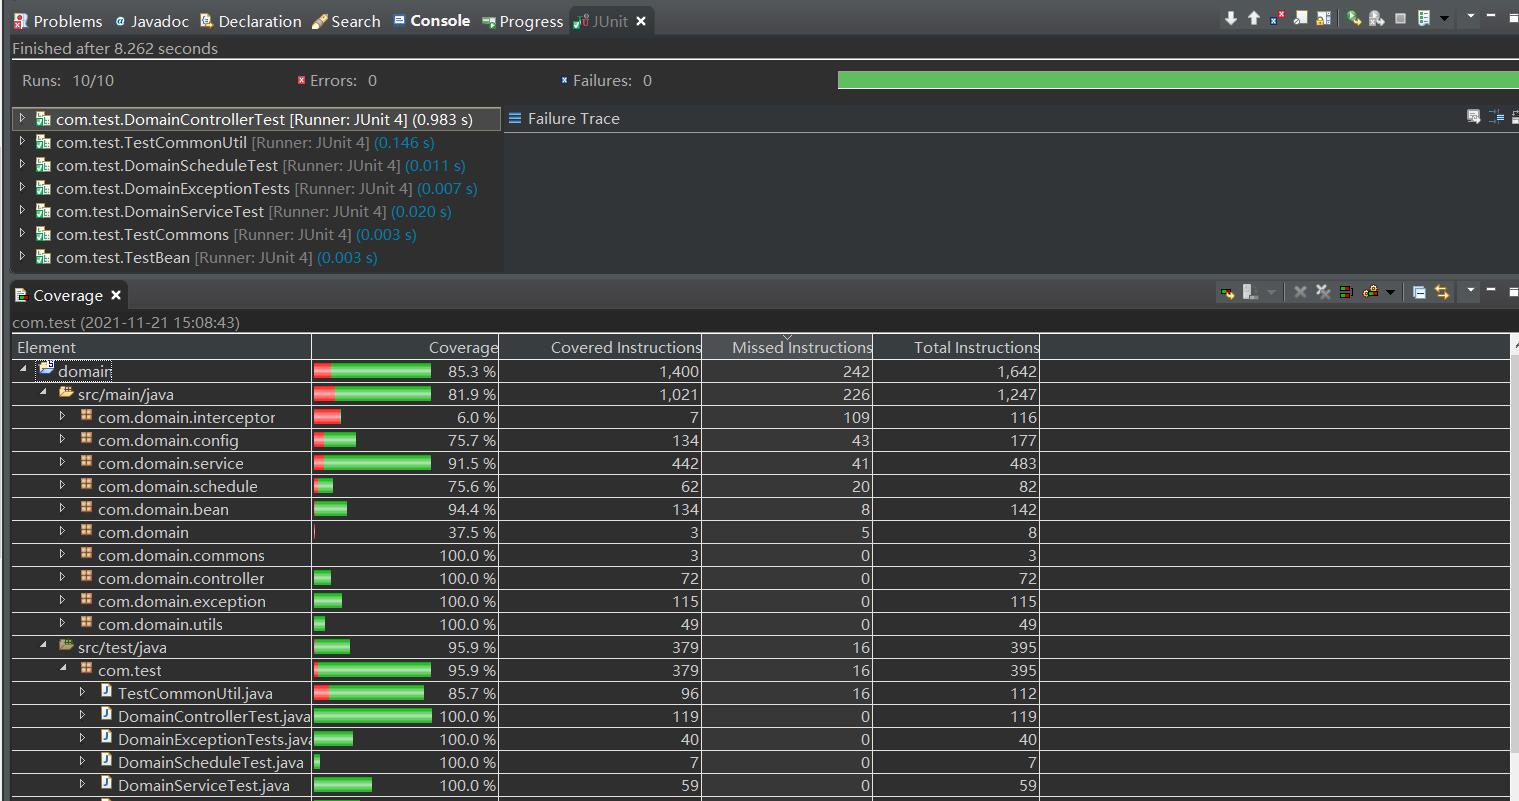 Problems @ Javadoc Declaration Search Console Progress JUnit
Finished after 8.262 seconds
Runs: 10/10 Errors: 0 Failures: 0
com.test.DomainControllerTest [Runner: JUnit 4] (0.983 s)
Failure Trace
com.test.TestCommonUtil [Runner: JUnit 4] (0.146 s)
com.test.DomainScheduleTest [Runner: JUnit 4] (0.011 s)
com.test.DomainExceptionTests [Runner: JUnit 4] (0.007 s)
com.test.DomainServiceTest [Runner: JUnit 4] (0.020 s)
com.test.TestCommons [Runner: JUnit 4] (0.003 s)
com.test.TestBean [Runner: JUnit 4] (0.003 s)
Coverage
com.test (2021-11-21 15:08:43)
Element Coverage Covered Instructions Missed Instructions Total Instructions
domain 85.3 % 1,400 242 1,642
src/main/java 81.9 % 1,021 226 1,247
com.domain.interceptor 6.0 % 7 109 116
com.domain.config 75.7 % 134 43 177
com.domain.service 91.5 % 442 41 483
com.domain.schedule 75.6 % 62 20 82
com.domain.bean 94.4 % 134 8 142
com.domain 37.5 % 3 5 8
com.domain.commons 100.0 % 3 0 3
com.domain.controller 100.0 % 72 0 72
com.domain.exception 100.0 % 115 0 115
com.domain.utils 100.0 % 49 0 49
src/test/java 95.9 % 379 16 395
com.test 95.9 % 379 16 395
TestCommonUtil.java 85.7 % 96 16 112
DomainControllerTest.java 100.0 % 119 0 119
DomainExceptionTests.java 100.0 % 40 0 40
DomainScheduleTest.java 100.0 % 7 0 7
DomainServiceTest.java 100.0 % 59 0 59